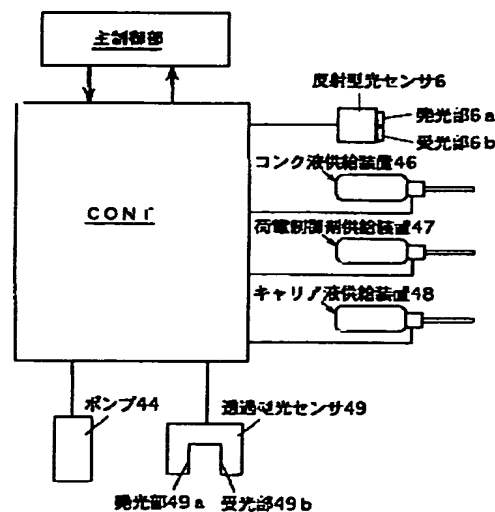 主制御部
反射型光センサ6
発光部6a
受光部6b
コンク液供給装置46
CONT
荷電制御剤供給装置47
キャリア液供給装置48
ポンプ44
透過型光センサ49
発光部49a
受光部49b